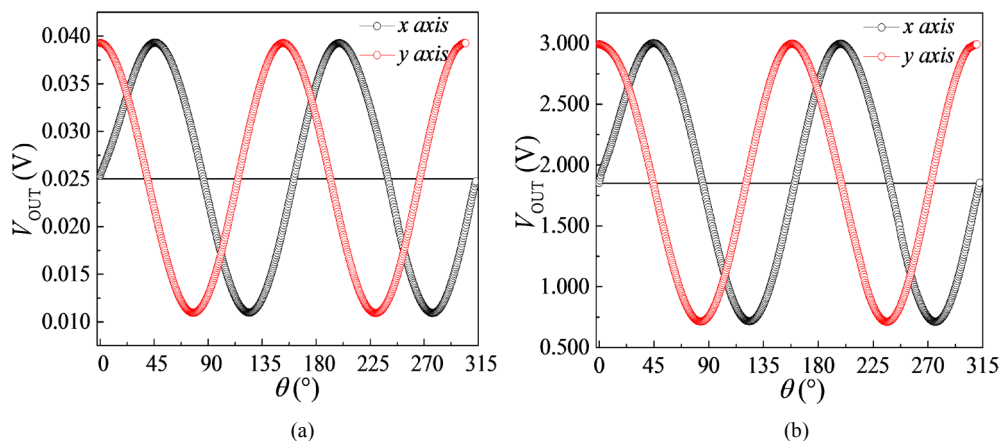 x axis
y axis
0.040
0.035
0.030
0.025
0.020
0.015
0.010
V_OUT (V)
0 45 90 135 180 225 270 315
θ (°)
(a)
x axis
y axis
3.000
2.500
2.000
1.500
1.000
0.500
V_OUT (V)
0 45 90 135 180 225 270 315
θ (°)
(b)